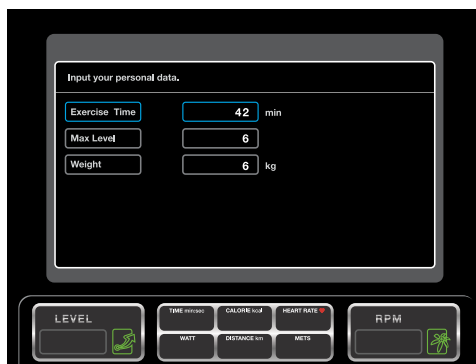 Input your personal data.
Exercise Time 42 min
Max Level 6
Weight 6 kg
LEVEL
TIME min:sec CALORIE kcal HEART RATE
WATT DISTANCE km METS
RPM